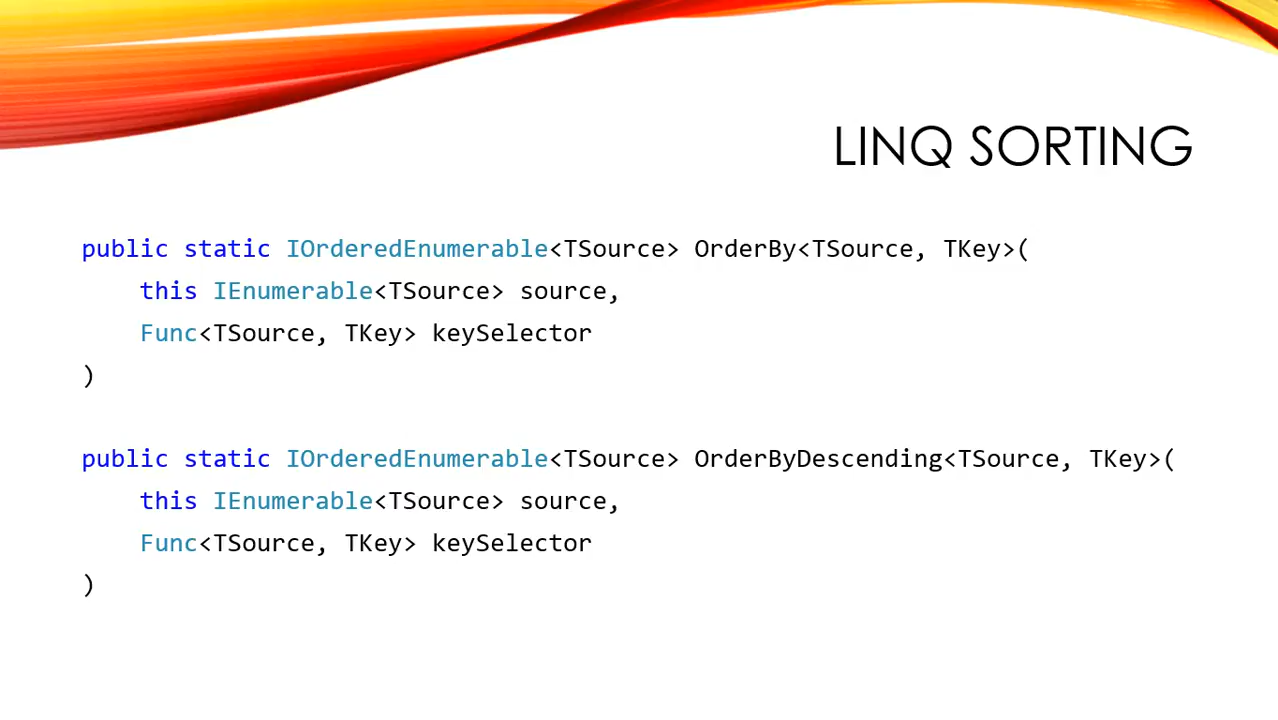 LINQ SORTING
public static IOrderedEnumerable<TSource> OrderBy<TSource, TKey>(
    this IEnumerable<TSource> source,
    Func<TSource, TKey> keySelector
)
public static IOrderedEnumerable<TSource> OrderByDescending<TSource, TKey>(
    this IEnumerable<TSource> source,
    Func<TSource, TKey> keySelector
)